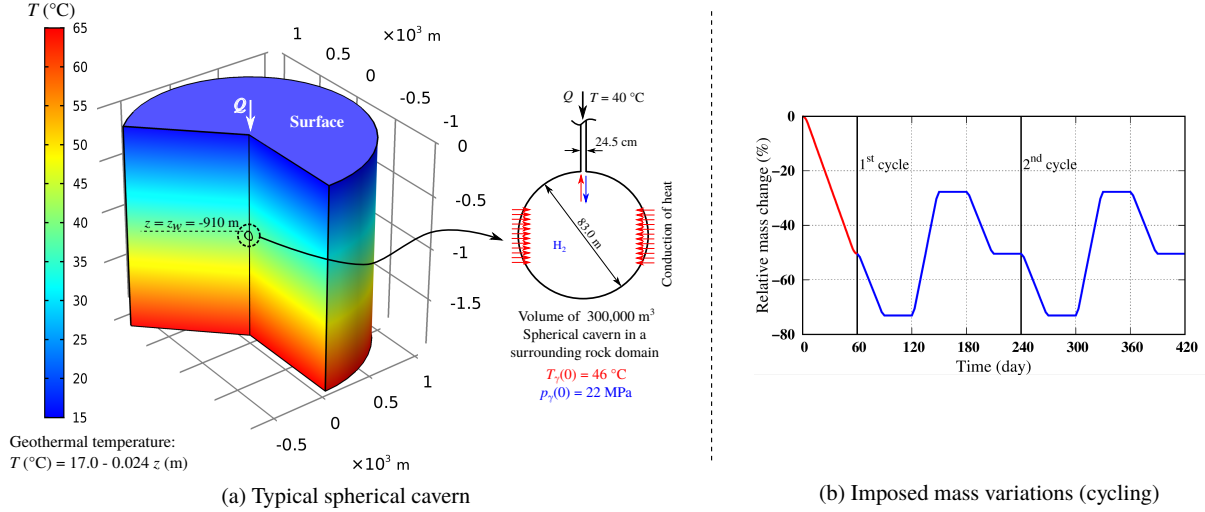 T (°C)
65
60
55
50
45
40
35
30
25
20
15
1
0.5
0
-0.5
-1
×10³ m
Q
Surface
z = z_w = -910 m
0
-0.5
-1
-1.5
1
0.5
0
-0.5
×10³ m
Geothermal temperature:
T (°C) = 17.0 - 0.024 z (m)
Q
T = 40 °C
24.5 cm
83.0 m
H₂
Conduction of heat
Volume of 300,000 m³
Spherical cavern in a
surrounding rock domain
Tᵧ(0) = 46 °C
pᵧ(0) = 22 MPa
(a) Typical spherical cavern
Relative mass change (%)
0
−20
−40
−60
−80
1st cycle
2nd cycle
0 60 120 180 240 300 360 420
Time (day)
(b) Imposed mass variations (cycling)